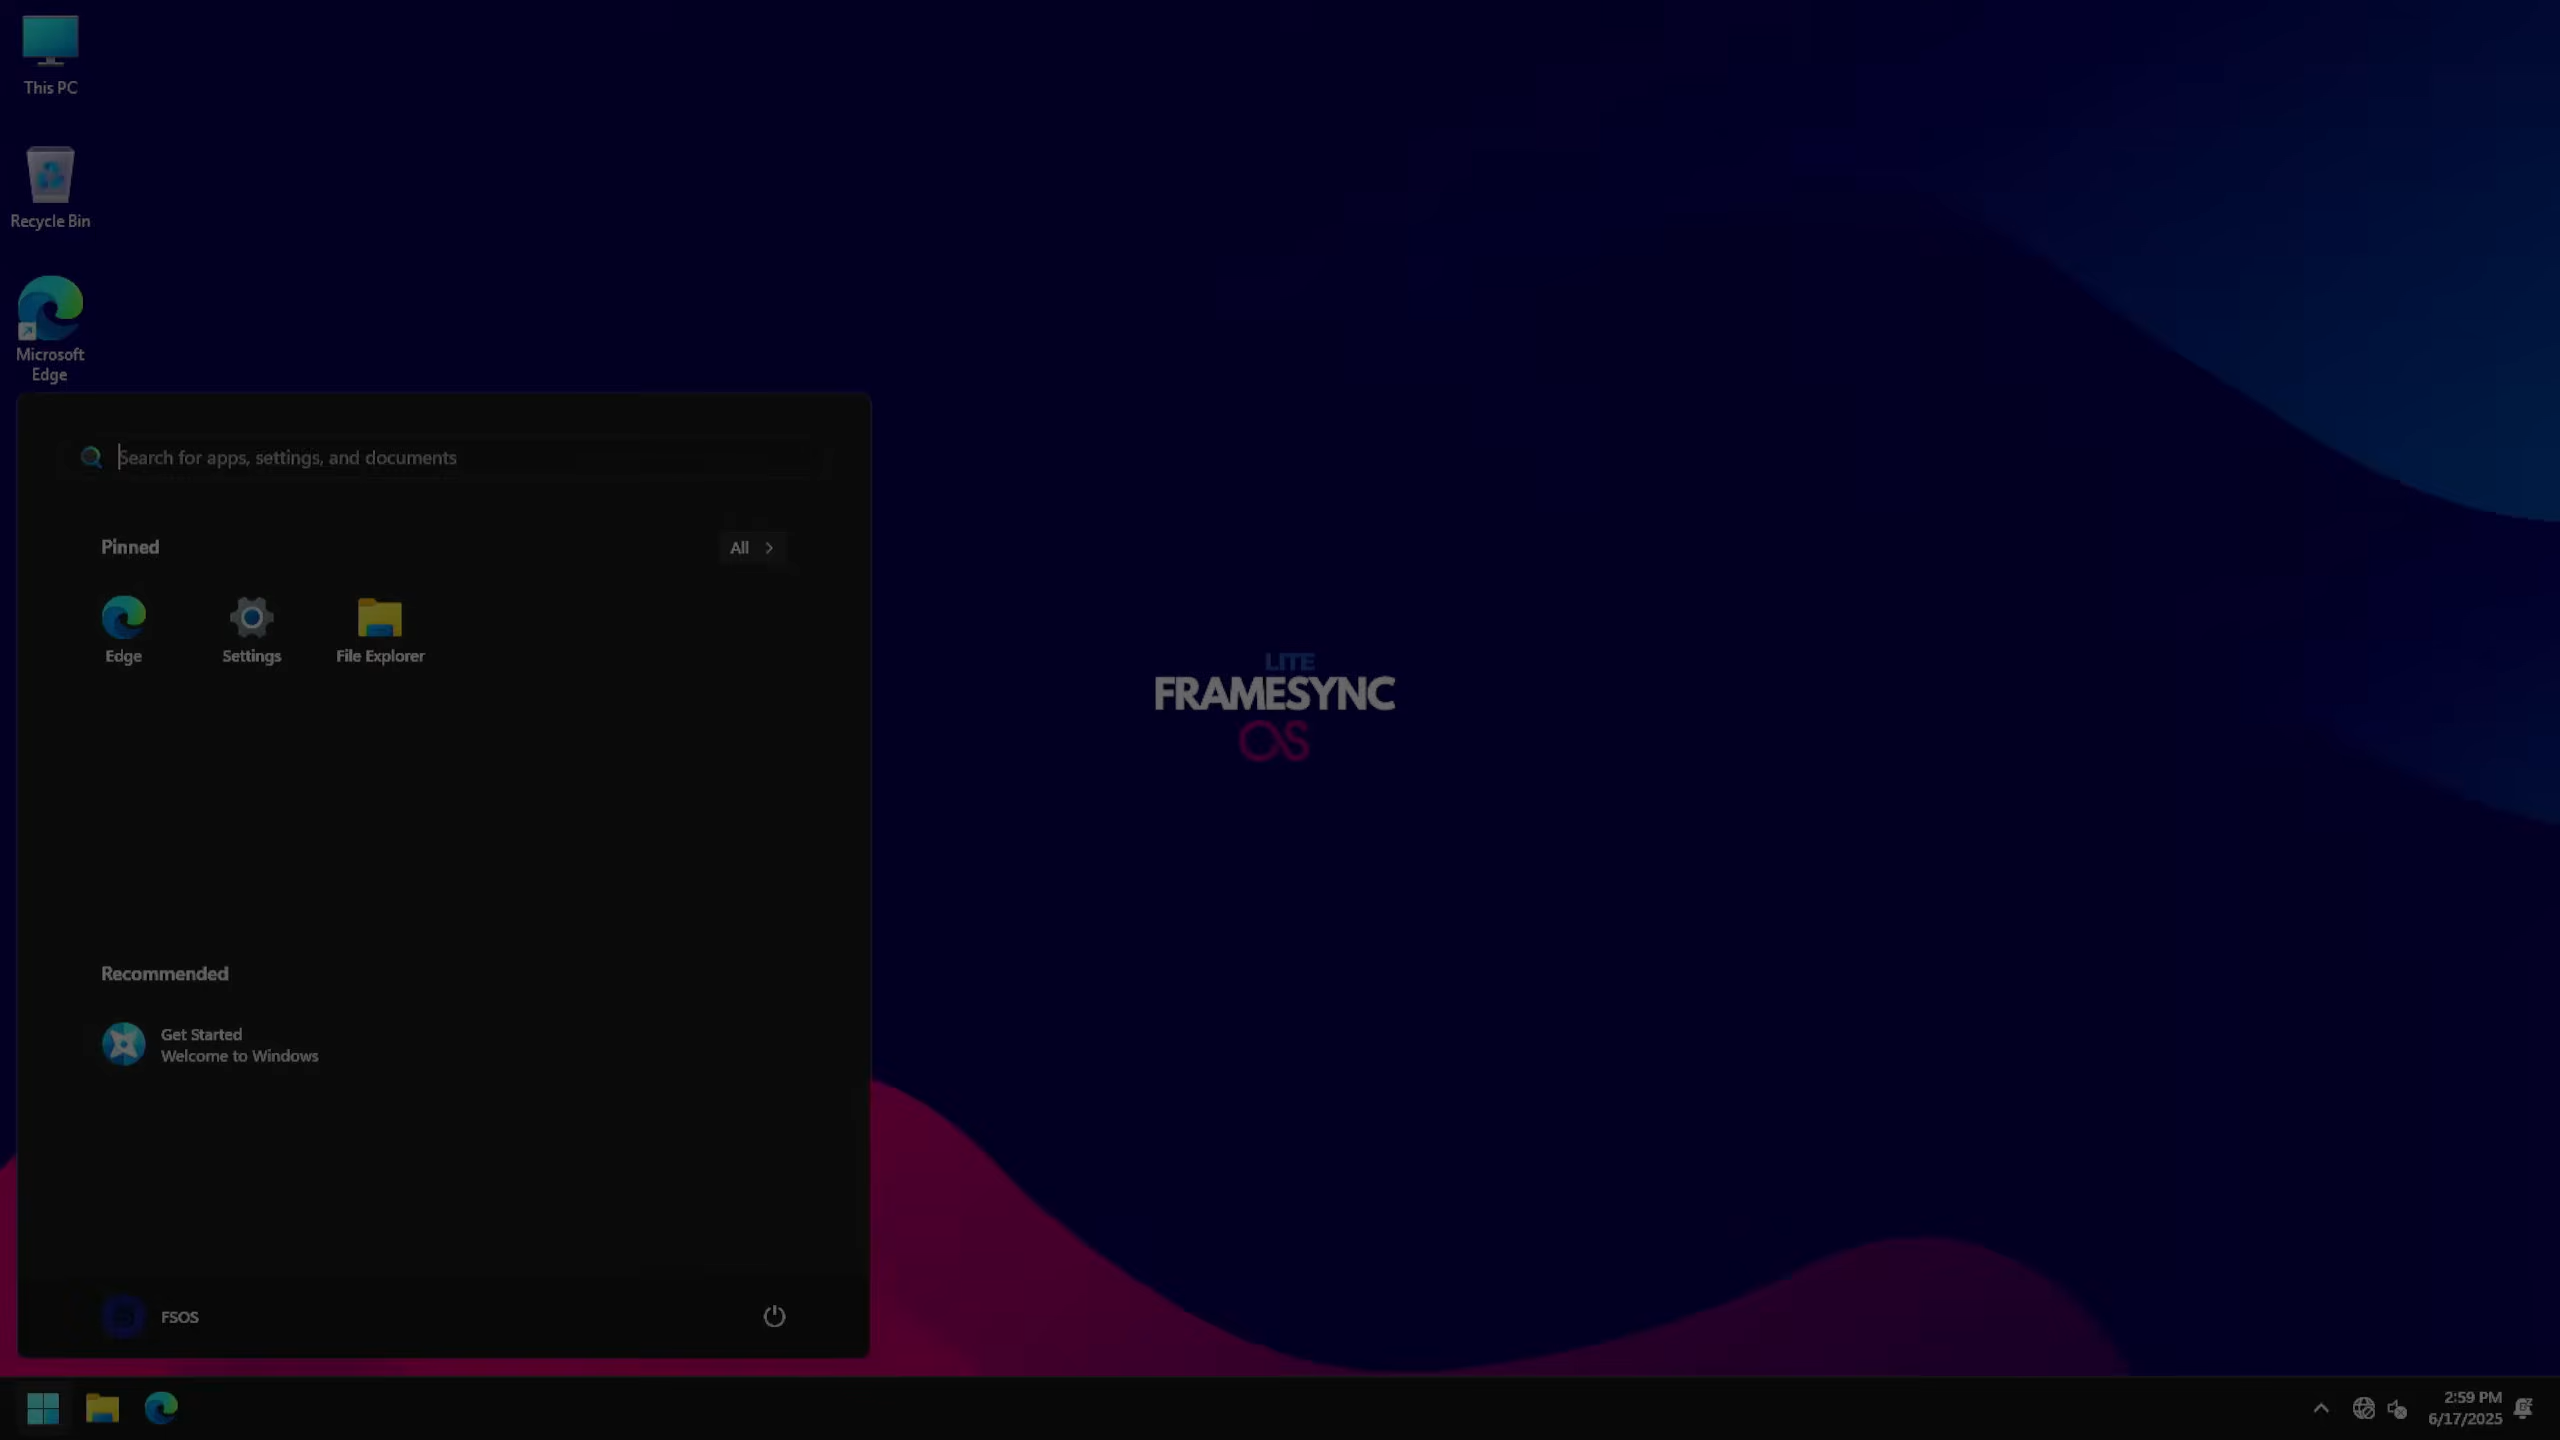 This PC
Recycle Bin
Microsoft
Edge
Search for apps, settings, and documents
Pinned
All
Edge
Settings
File Explorer
Recommended
Get Started
Welcome to Windows
FSOS
LITE
FRAMESYNC
OS
2:59 PM
6/17/2025